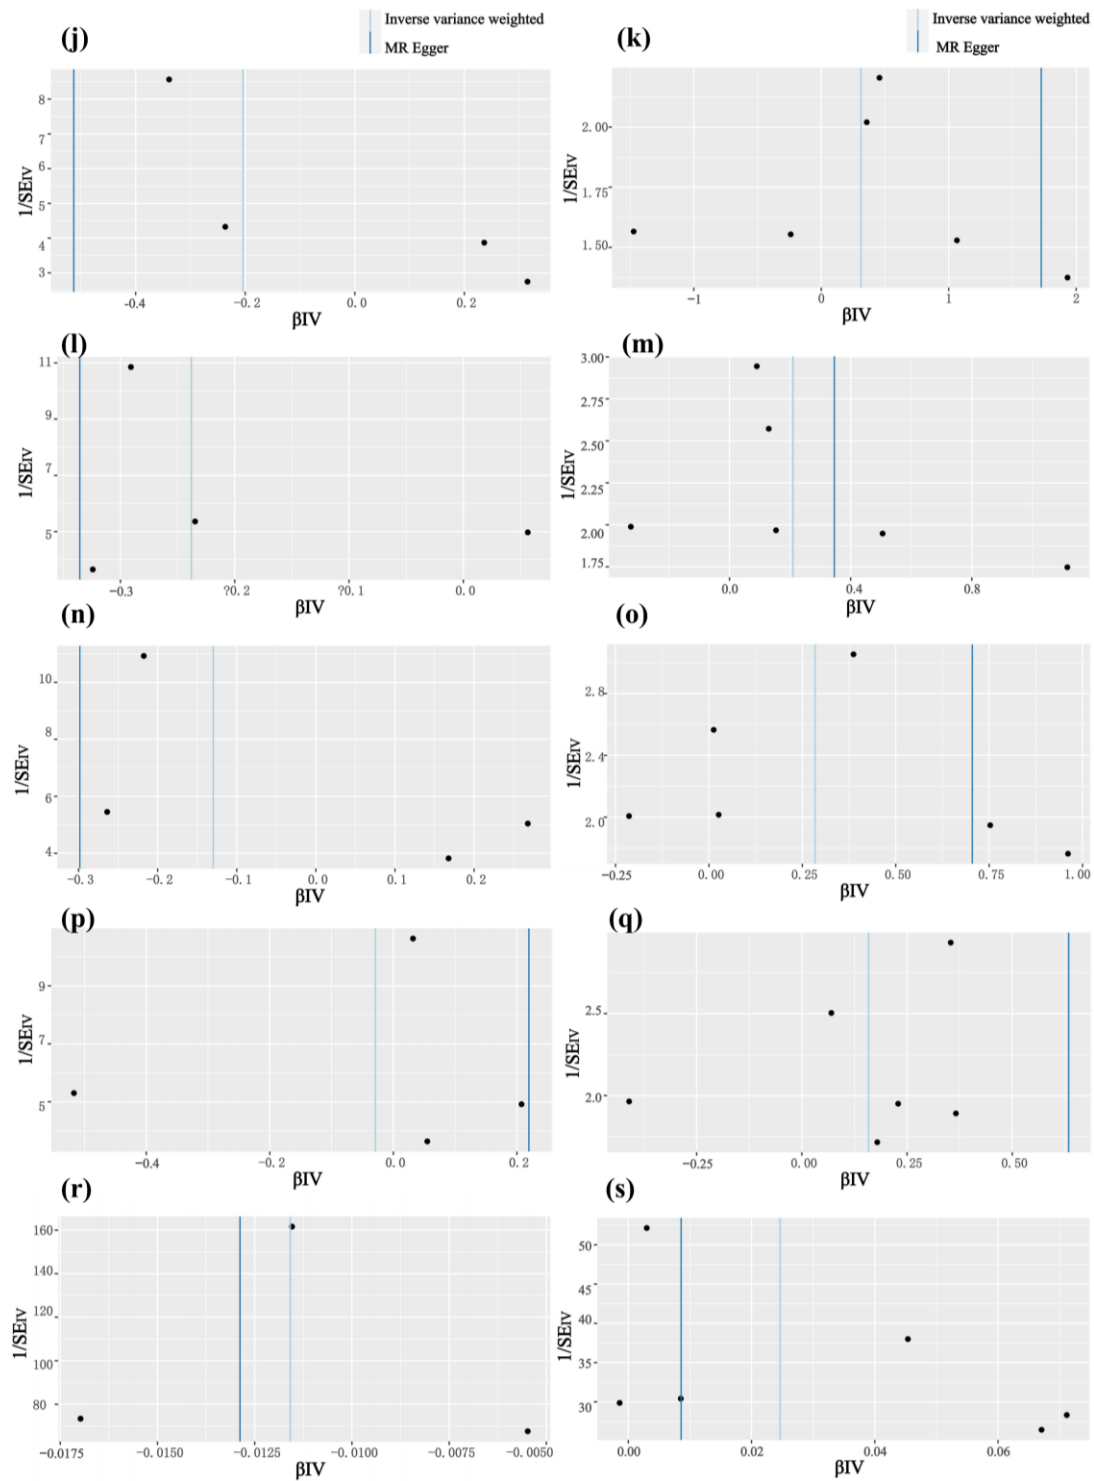 (j)
Inverse variance weighted
MR Egger
8
7
6
5
4
3
1/SEIV
-0.4
-0.2
0.0
0.2
βIV
(k)
Inverse variance weighted
MR Egger
2.00
1.75
1.50
1/SEIV
-1
0
1
2
βIV
(l)
11
9
7
5
1/SEIV
-0.3
?0.2
?0.1
0.0
βIV
(m)
3.00
2.75
2.50
2.25
2.00
1.75
1/SEIV
0.0
0.4
0.8
βIV
(n)
10
8
6
4
1/SEIV
-0.3
-0.2
-0.1
0.0
0.1
0.2
βIV
(o)
2.8
2.4
2.0
1/SEIV
-0.25
0.00
0.25
0.50
0.75
1.00
βIV
(p)
9
7
5
1/SEIV
-0.4
-0.2
0.0
0.2
βIV
(q)
2.5
2.0
1/SEIV
-0.25
0.00
0.25
0.50
βIV
(r)
160
140
120
100
80
1/SEIV
-0.0175
-0.0150
-0.0125
-0.0100
-0.0075
-0.0050
βIV
(s)
50
45
40
35
30
1/SEIV
0.00
0.02
0.04
0.06
βIV